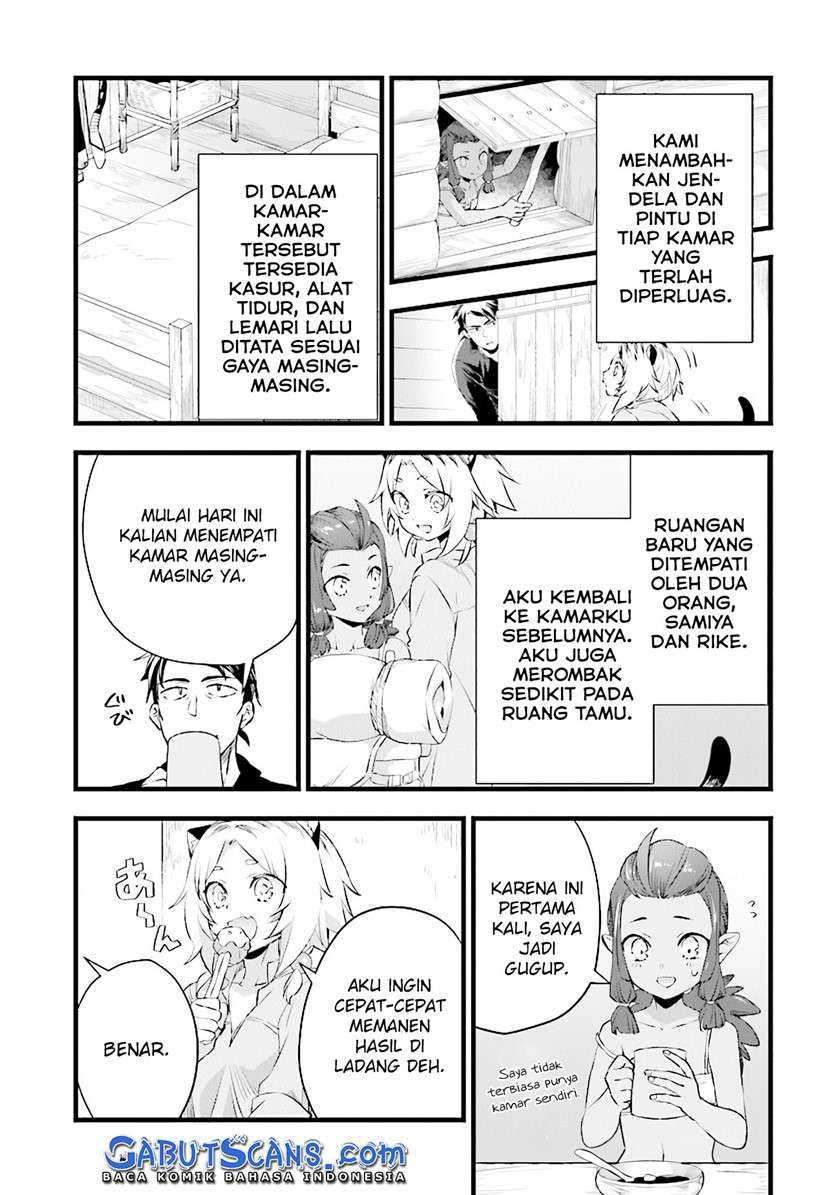 KAMI
MENAMBAH-
KAN JEN-
DELA DAN
PINTU DI
TIAP KAMAR
YANG
TERLAH
DIPERLUAS.
DI DALAM
KAMAR-
KAMAR
TERSEBUT
TERSEDIA
KASUR, ALAT
TIDUR, DAN
LEMARI LALU
DITATA SESUAI
GAYA MASING-
MASING.
RUANGAN
BARU YANG
DITEMPATI
OLEH DUA
ORANG,
SAMIYA
DAN RIKE.
AKU KEMBALI
KE KAMARKU
SEBELUMNYA.
AKU JUGA
MEROMBAK
SEDIKIT PADA
RUANG TAMU.
MULAI HARI INI
KALIAN MENEMPATI
KAMAR MASING-
MASING YA.
ぐび
KARENA INI
PERTAMA
KALI, SAYA
JADI
GUGUP.
Saya tidak
terbiasa punya
kamar sendiri.
あ～ん
AKU INGIN
CEPAT-CEPAT
MEMANEN
HASIL DI
LADANG DEH.
BENAR.
GABUTSCANS.COM
BACA KOMIK BAHASA INDONESIA